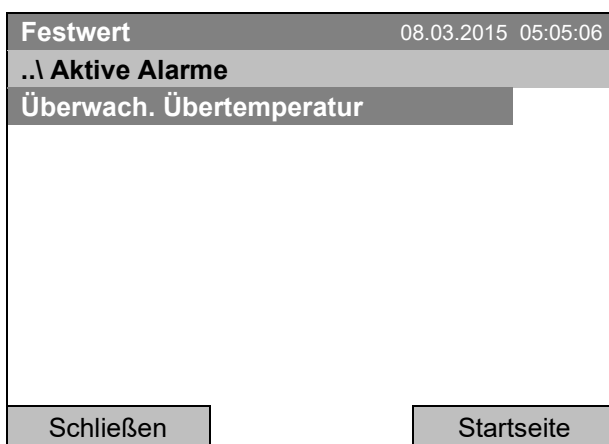 Festwert 08.03.2015 05:05:06
..\ Aktive Alarme
Überwach. Übertemperatur
Schließen Startseite